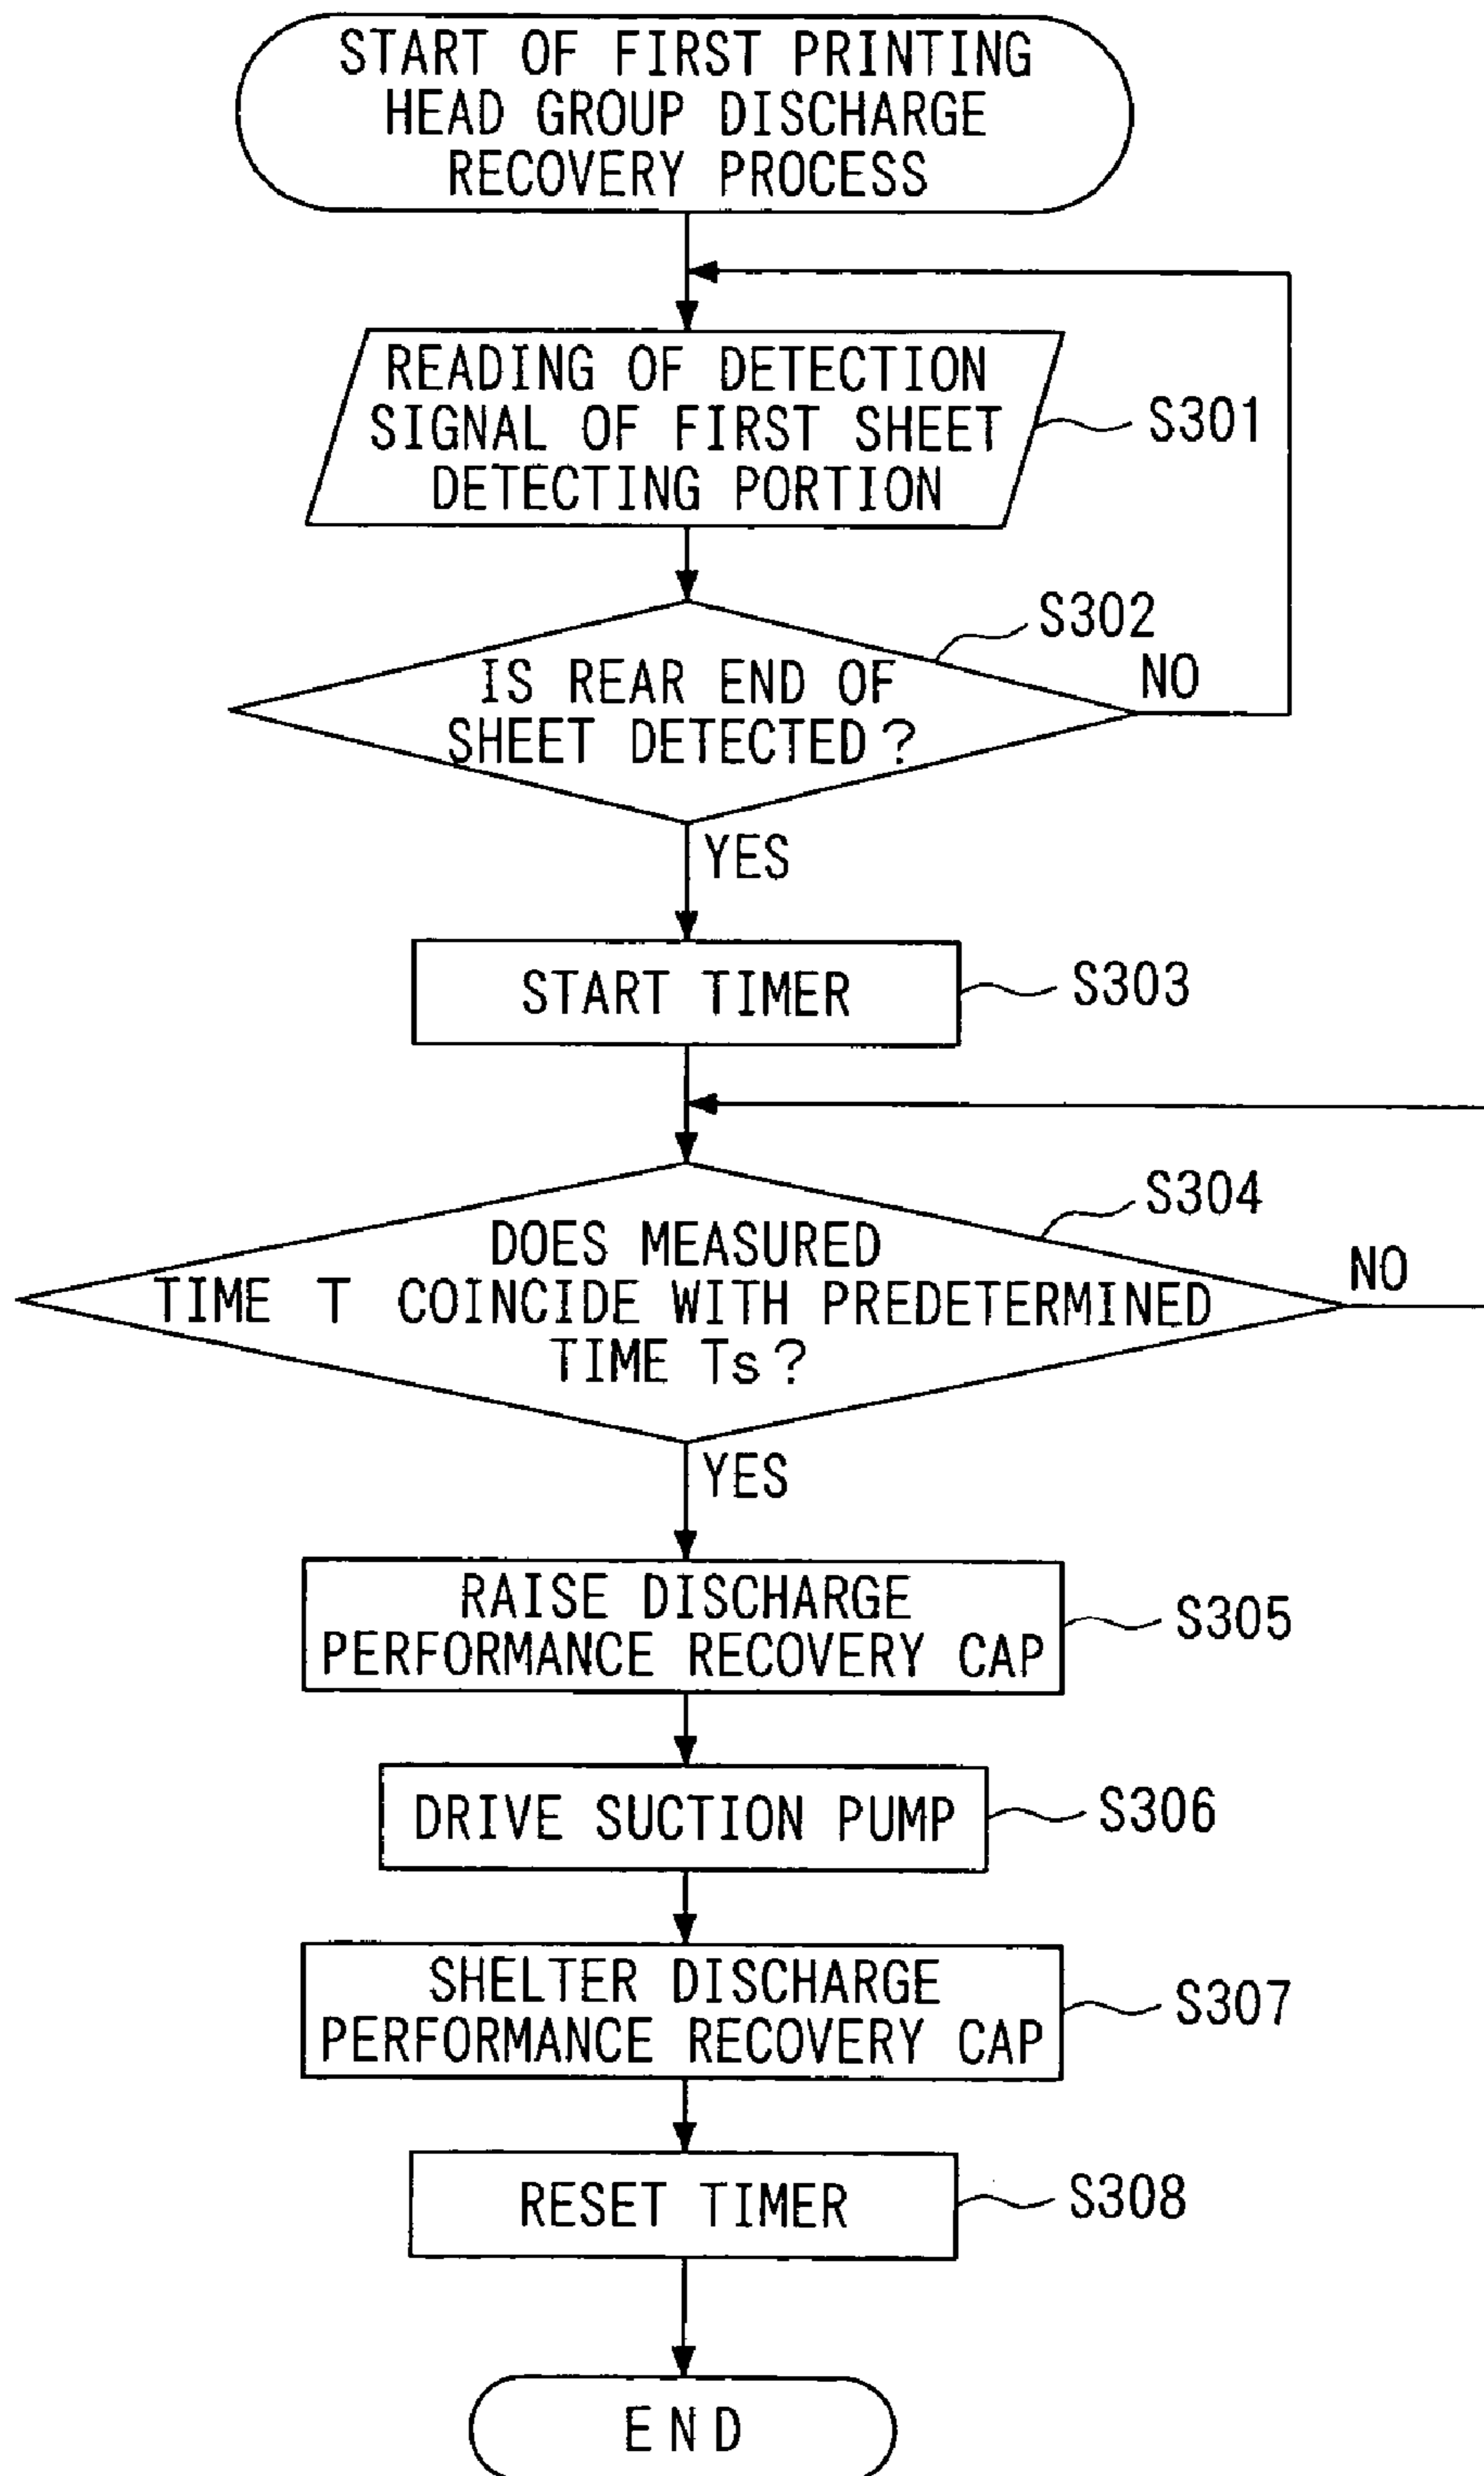 START OF FIRST PRINTING
HEAD GROUP DISCHARGE
RECOVERY PROCESS
READING OF DETECTION
SIGNAL OF FIRST SHEET
DETECTING PORTION
S301
S302
IS REAR END OF
SHEET DETECTED?
NO
YES
START TIMER
S303
S304
DOES MEASURED
TIME T COINCIDE WITH PREDETERMINED
TIME Ts?
NO
YES
RAISE DISCHARGE
PERFORMANCE RECOVERY CAP
S305
DRIVE SUCTION PUMP
S306
SHELTER DISCHARGE
PERFORMANCE RECOVERY CAP
S307
RESET TIMER
S308
END